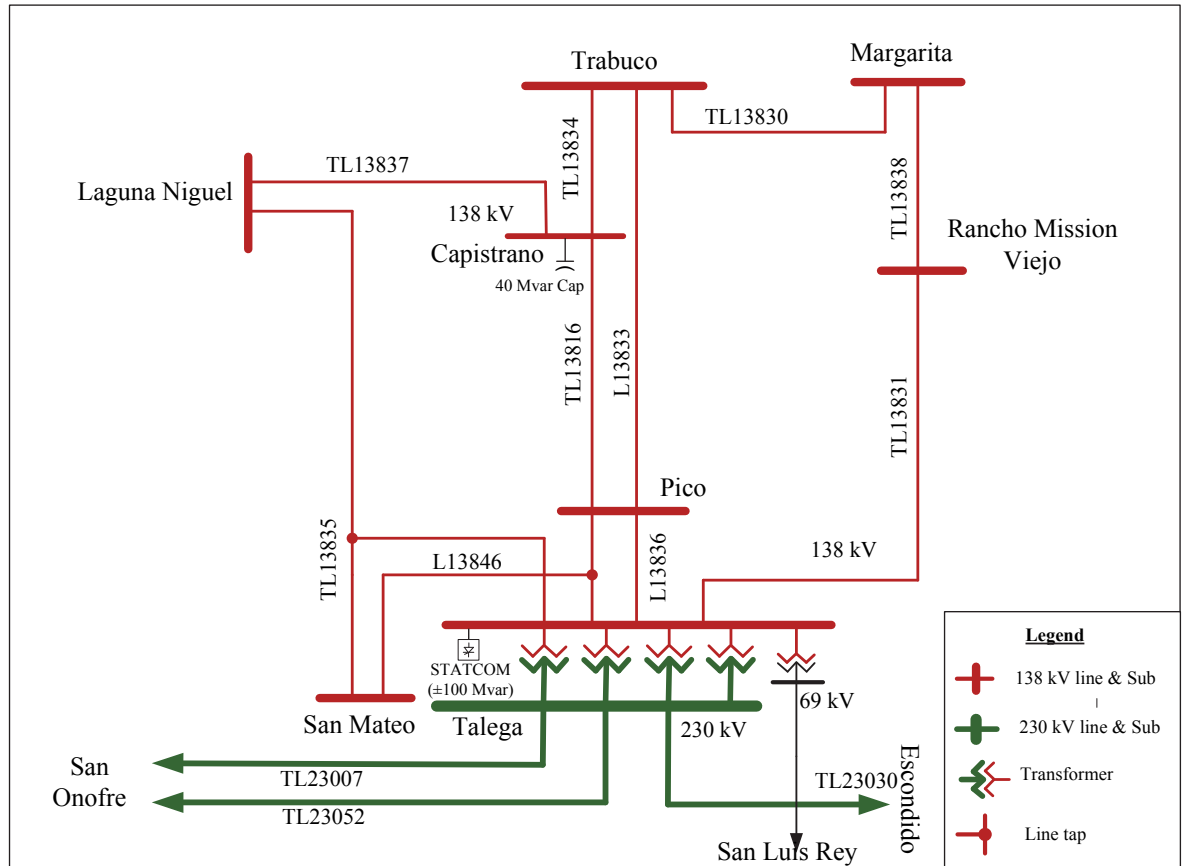 Trabuco
Margarita
TL13830
TL13834
TL13837
Laguna Niguel
138 kV
TL13838
Capistrano
40 Mvar Cap
Rancho Mission
Viejo
TL13816
L13833
TL13831
Pico
TL13835
L13846
L13836
138 kV
STATCOM
(±100 Mvar)
San Mateo
Talega
230 kV
69 kV
San
Onofre
TL23007
TL23052
TL23030
Escondido
San Luis Rey
Legend
138 kV line & Sub
230 kV line & Sub
Transformer
Line tap